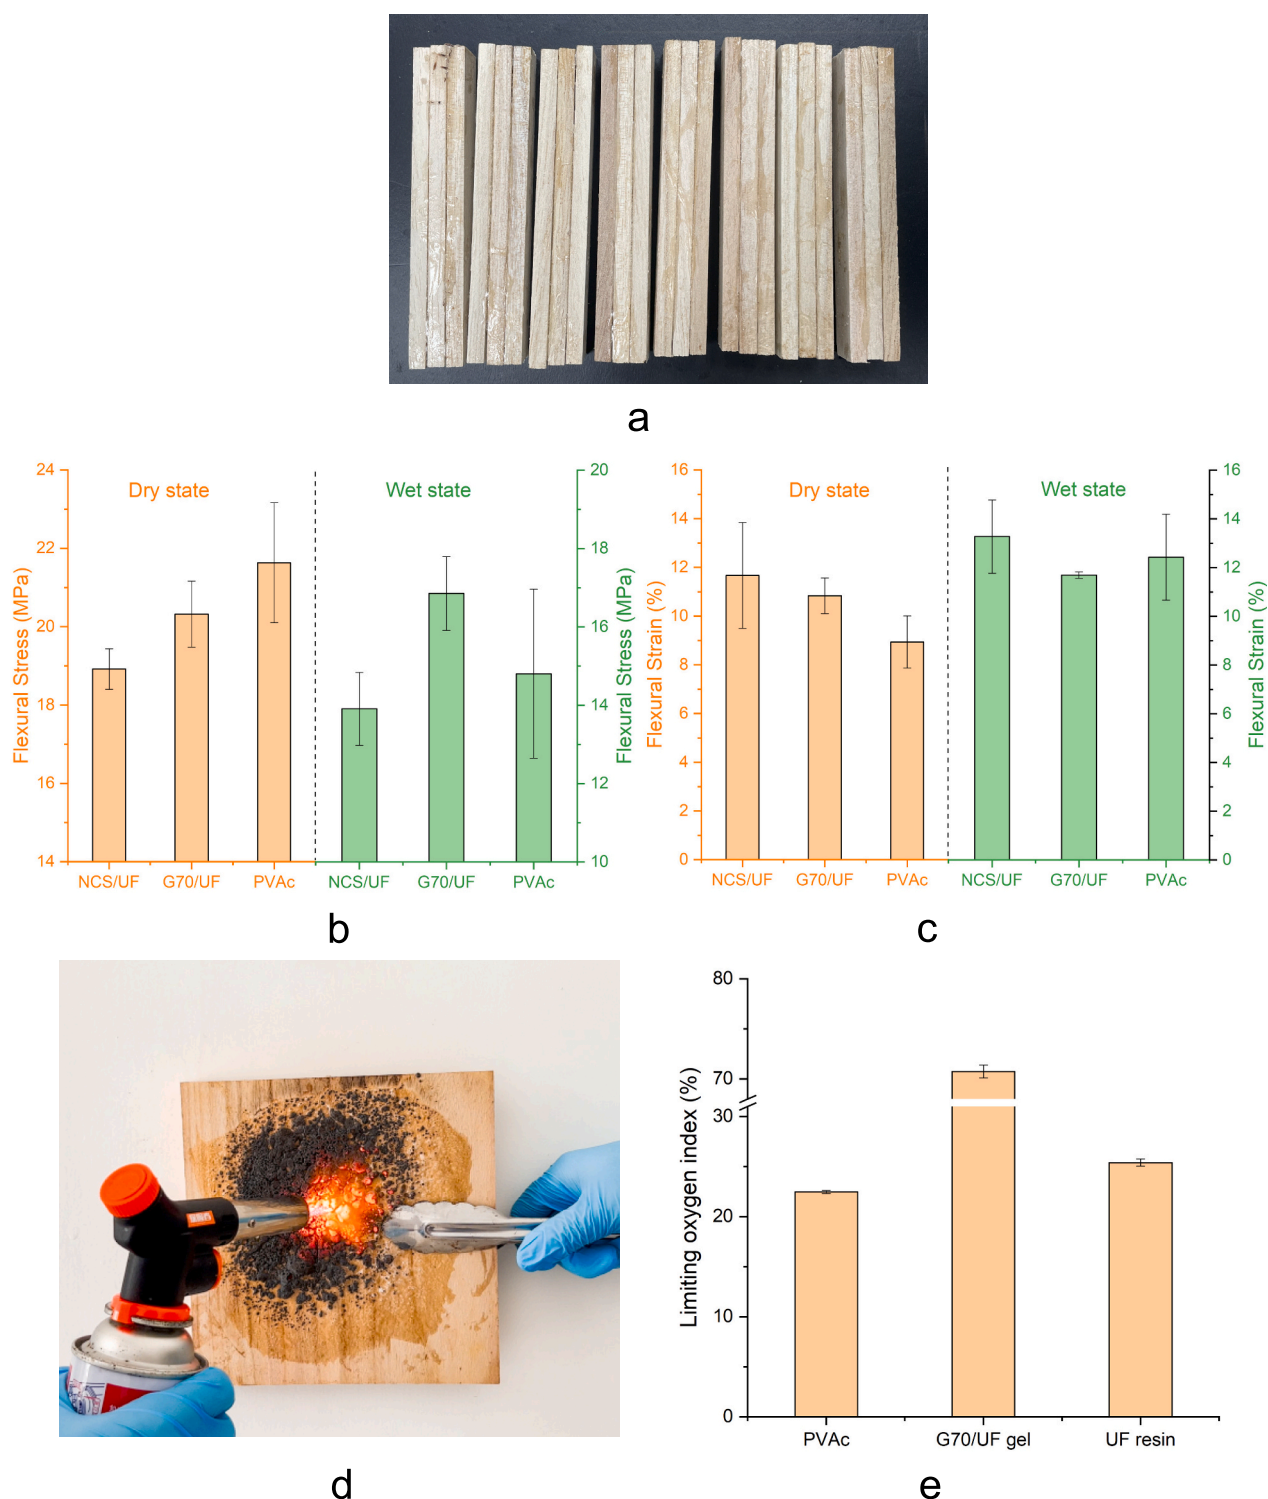 a
24
22
20
18
16
14
Flexural Stress (MPa)
Dry state
Wet state
20
18
16
14
12
10
Flexural Stress (MPa)
NCS/UF
G70/UF
PVAc
NCS/UF
G70/UF
PVAc
b
16
14
12
10
8
6
4
2
0
Flexural Strain (%)
Dry state
Wet state
16
14
12
10
8
6
4
2
0
Flexural Strain (%)
NCS/UF
G70/UF
PVAc
NCS/UF
G70/UF
PVAc
c
d
80
70
30
20
10
0
Limiting oxygen index (%)
PVAc
G70/UF gel
UF resin
e